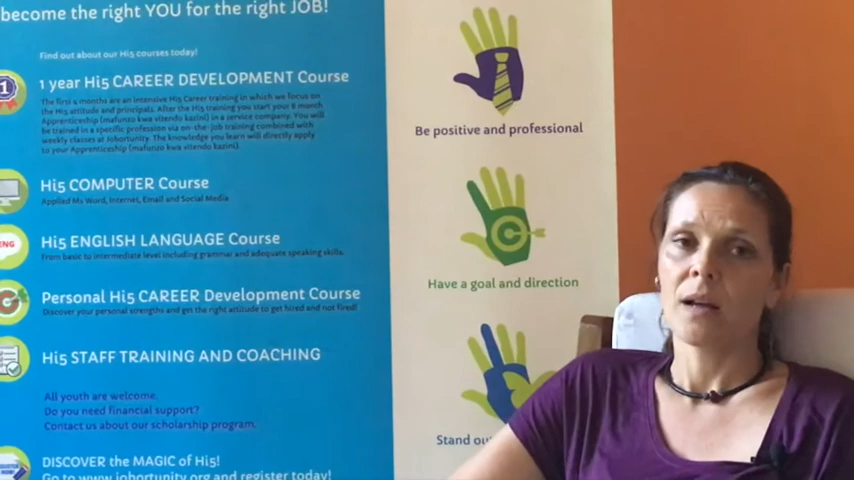 become the right YOU for the right JOB!
Find out about our His courses today!
1
1 year Hi5 CAREER DEVELOPMENT Course
The first 4 months are an intensive Hi5 Career training in which we focus on
the Hi5 attitude and principals. After the Hi5 training you start your 8 month
Apprenticeship (mafunzo kwa vitendo kazini) in a service company. You will
be trained in a specific profession via on-the-job training combined with
weekly classes at Jobortunity. The knowledge you learn will directly apply
to your Apprenticeship (mafunzo kwa vitendo kazini).
Hi5 COMPUTER Course
Applied Ms Word, Internet, Email and Social Media
ENG
Hi5 ENGLISH LANGUAGE Course
From basic to intermediate level including grammar and adequate speaking skills.
Personal Hi5 CAREER Development Course
Discover your personal strengths and get the right attitude to get hired and not fired!
Hi5 STAFF TRAINING AND COACHING
All youth are welcome.
Do you need financial support?
Contact us about our scholarship program.
DISCOVER the MAGIC of Hi5!
Go to www.jobortunity.org and register today!
Be positive and professional
Have a goal and direction
Stand